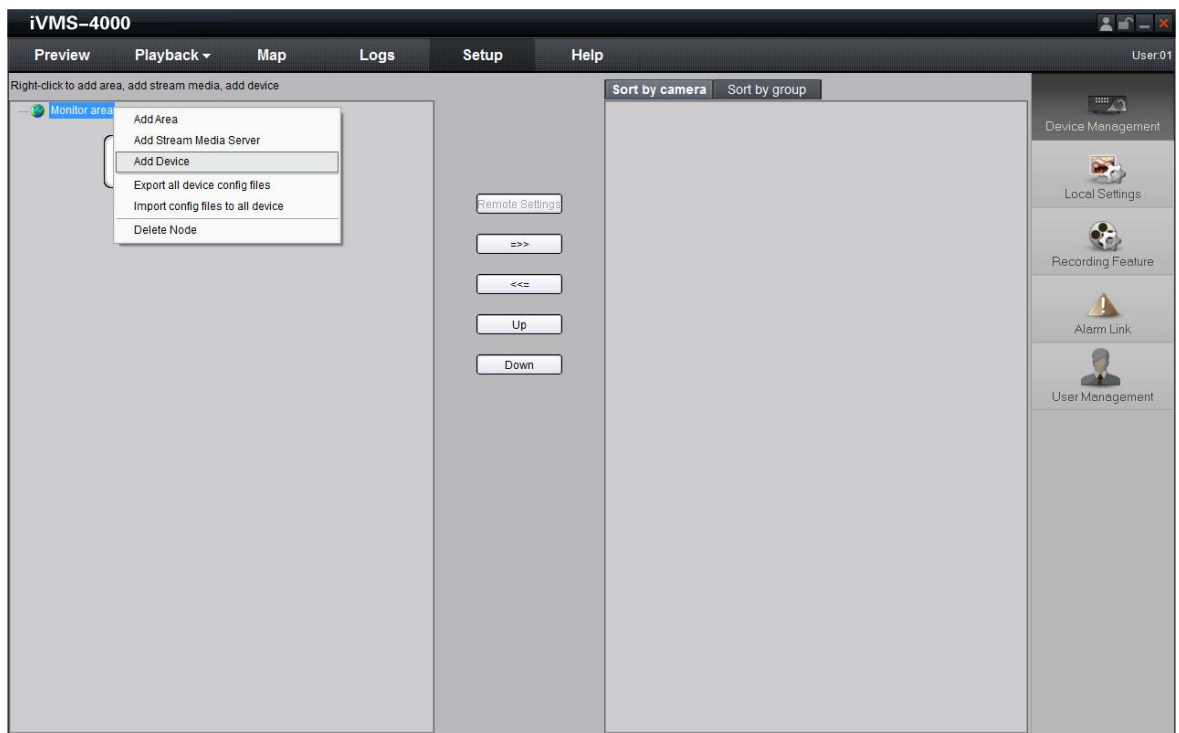 iVMS-4000
Preview Playback Map Logs Setup Help User:01
Right-click to add area, add stream media, add device
Monitor area
Add Area
Add Stream Media Server
Add Device
Export all device config files
Import config files to all device
Delete Node
Remote Settings
=>>
<<=
Up
Down
Sort by camera Sort by group
Device Management
Local Settings
Recording Feature
Alarm Link
User Management